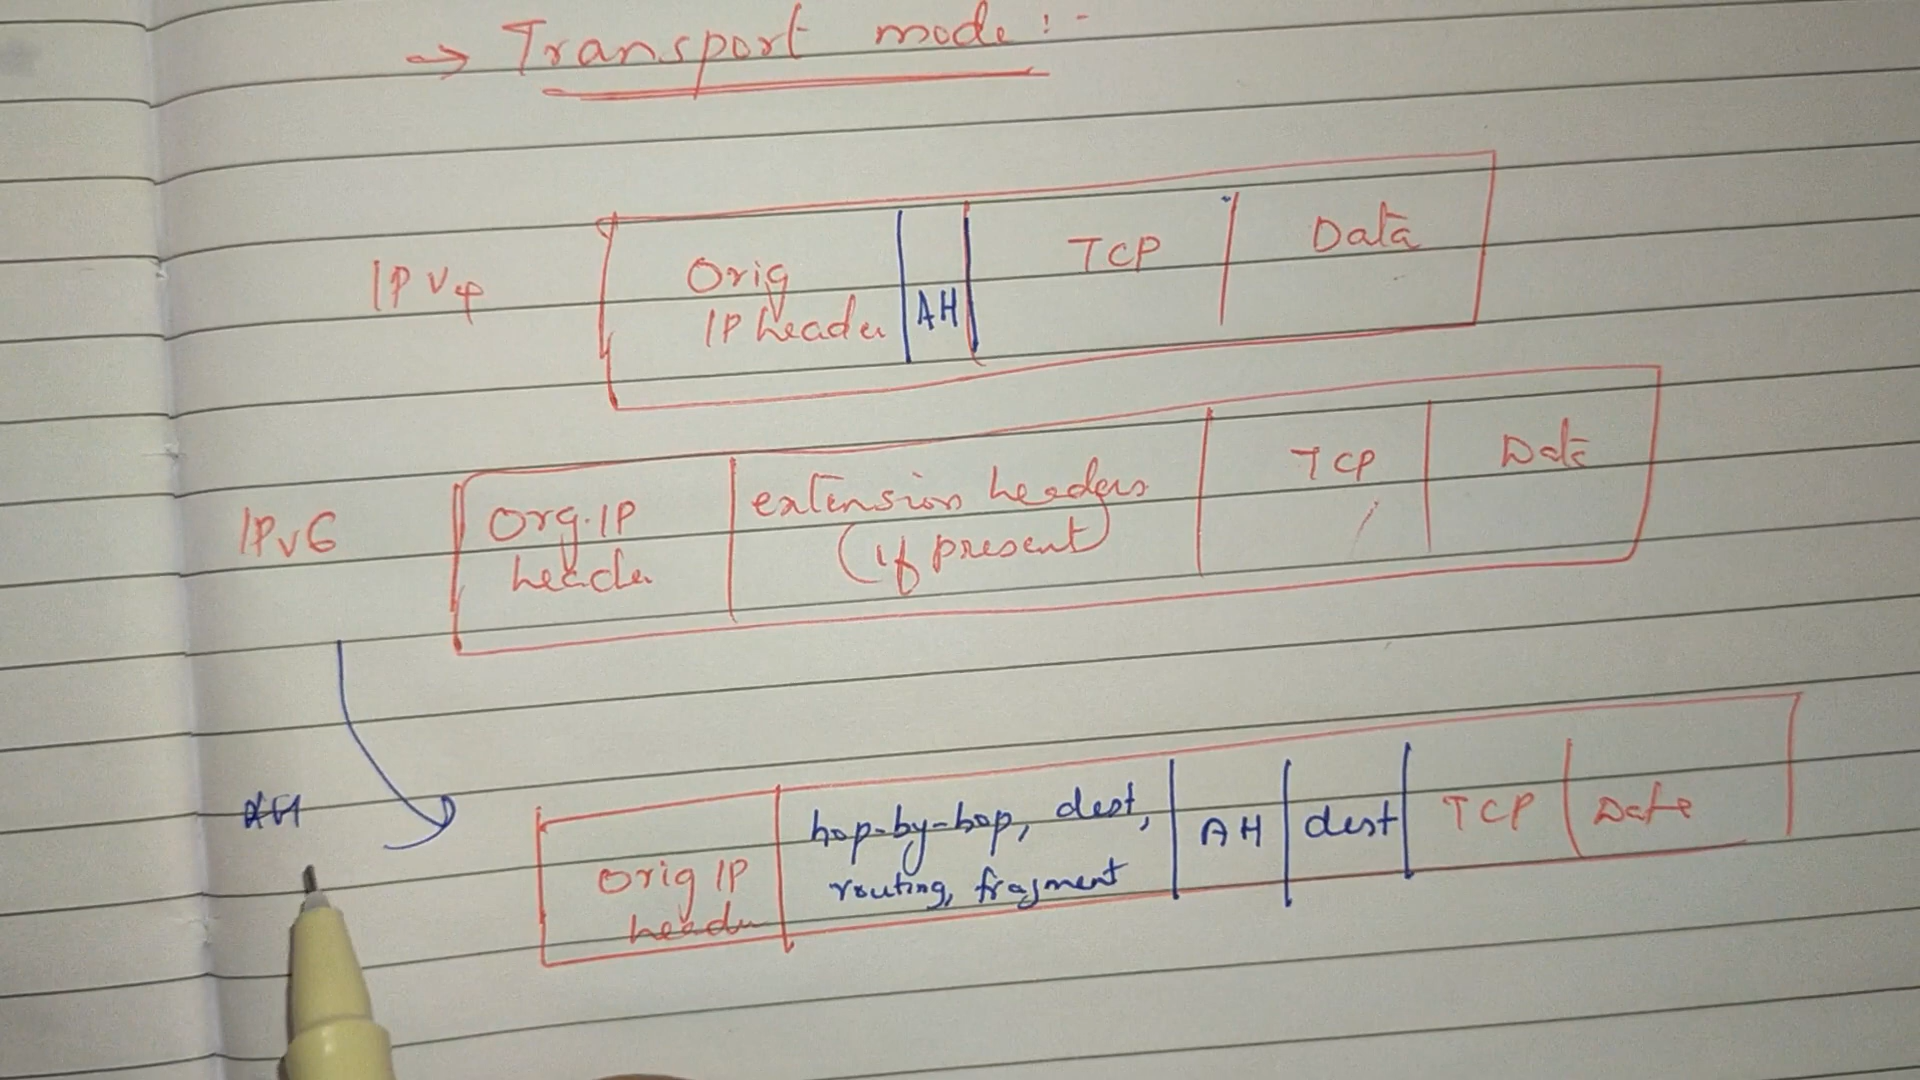 → Transport mode :-
IPv4
Orig
IP header
AH
TCP
Data
IPv6
Org.IP
header
extension headers
(if present)
TCP
Data
Orig IP
header
hop-by-hop, dest,
routing, fragment
AH
dest
TCP
Data